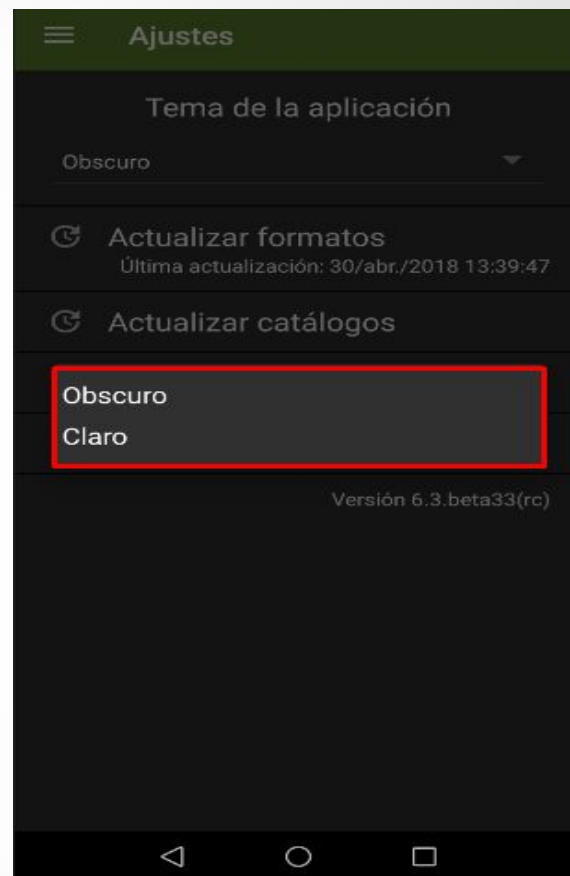 Ajustes
Tema de la aplicación
Obscuro
Actualizar formatos
Última actualización: 30/abr./2018 13:39:47
Actualizar catálogos
Obscuro
Claro
Versión 6.3.beta33(rc)